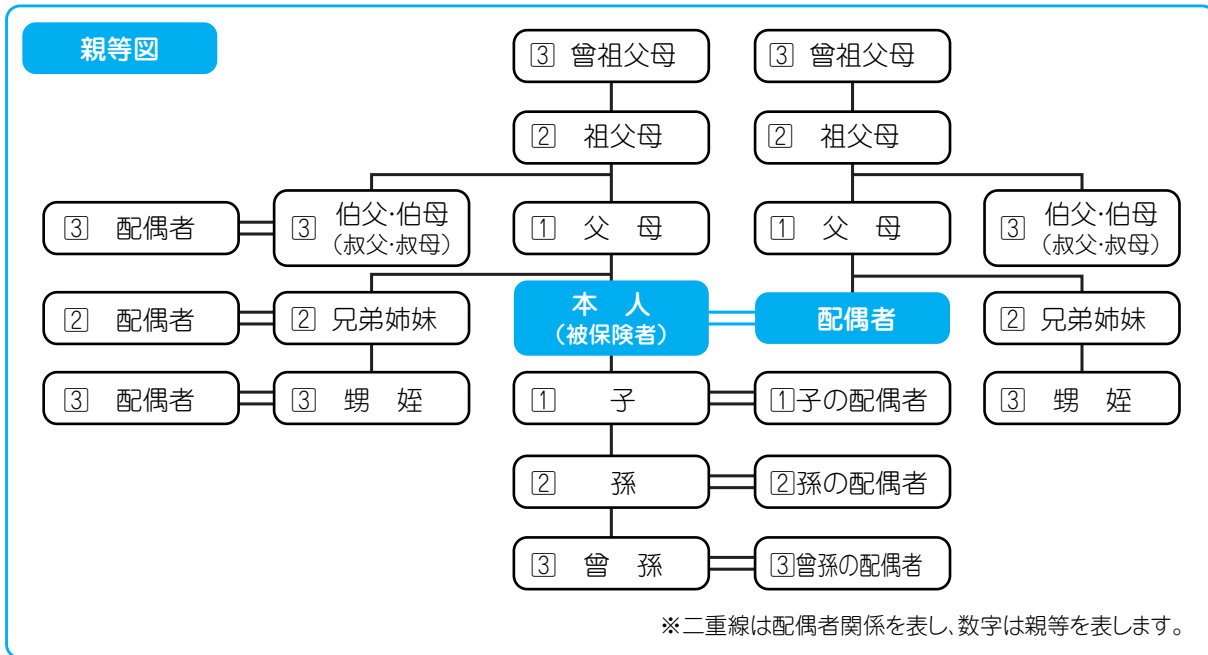 親等図
3 曾祖父母
3 曾祖父母
2 祖父母
2 祖父母
3 配偶者
3 伯父・伯母
(叔父・叔母)
1 父 母
1 父 母
3 伯父・伯母
(叔父・叔母)
2 配偶者
2 兄弟姉妹
本 人
(被保険者)
配偶者
2 兄弟姉妹
3 配偶者
3 甥 姪
1 子
1子の配偶者
3 甥 姪
2 孫
2孫の配偶者
3 曾 孫
3曾孫の配偶者
※二重線は配偶者関係を表し、数字は親等を表します。